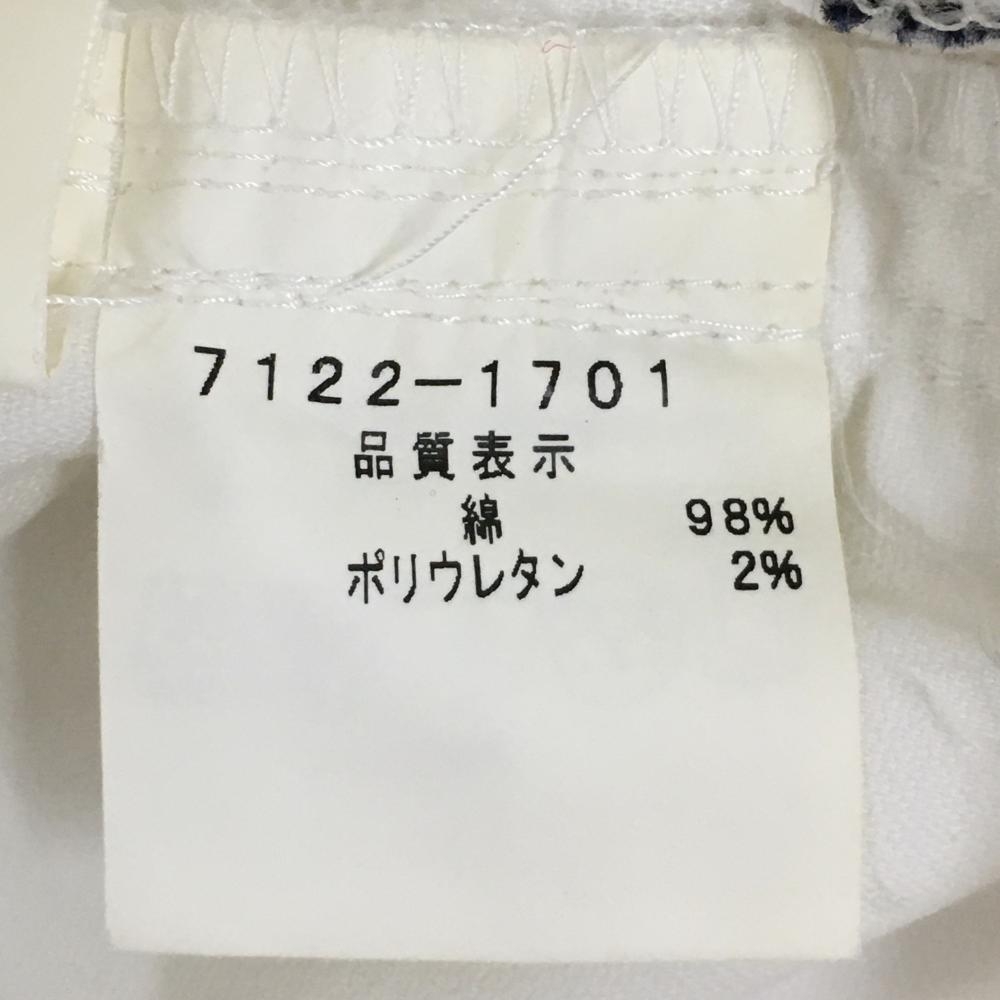 7122-1701
品質表示
綿 98%
ポリウレタン 2%